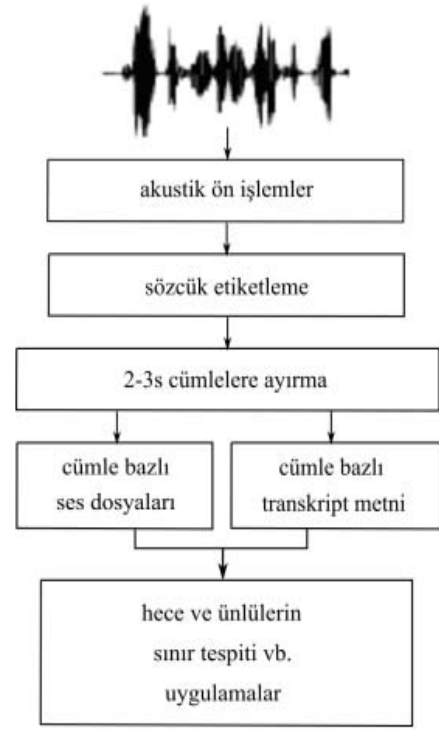 akustik ön işlemler
sözcük etiketleme
2-3s cümlelere ayırma
cümle bazlı
ses dosyaları
cümle bazlı
transkript metni
hece ve ünlülerin
sınır tespiti vb.
uygulamalar